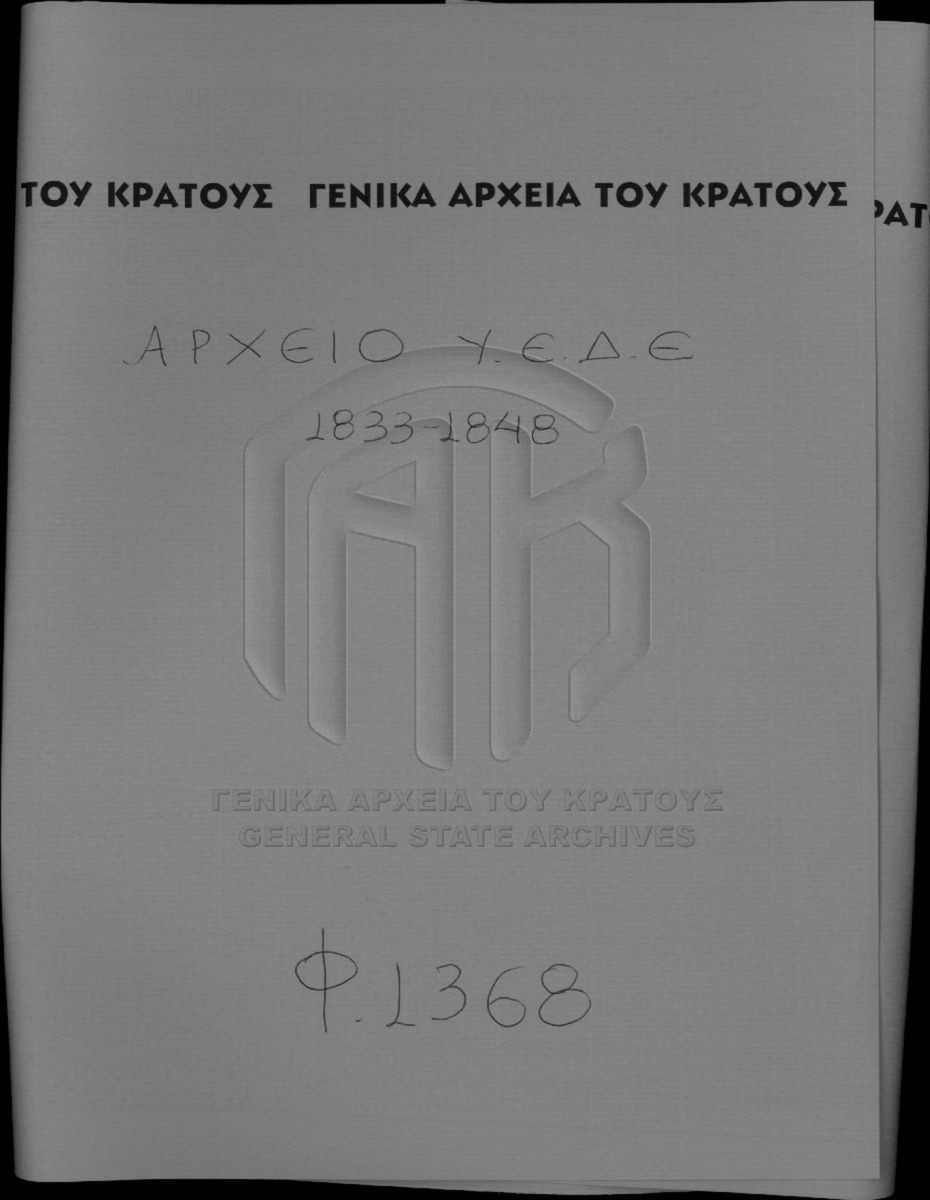 ΤΟΥ ΚΡΑΤΟΥΣ ΓΕΝΙΚΑ ΑΡΧΕΙΑ ΤΟΥ ΚΡΑΤΟΥΣ
ΑΡΧΕΙΟ Υ.Ε.Δ.Ε
1833-1848
ΓΕΝΙΚΑ ΑΡΧΕΙΑ ΤΟΥ ΚΡΑΤΟΥΣ
GENERAL STATE ARCHIVES
Φ.1368